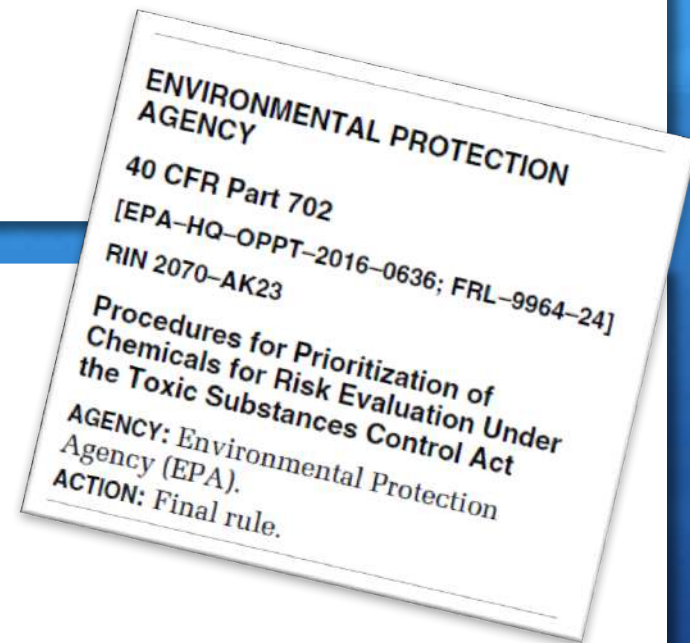 ENVIRONMENTAL PROTECTION
AGENCY
40 CFR Part 702
[EPA–HQ–OPPT–2016–0636; FRL–9964–24]
RIN 2070–AK23
Procedures for Prioritization of
Chemicals for Risk Evaluation Under
the Toxic Substances Control Act
AGENCY: Environmental Protection
Agency (EPA).
ACTION: Final rule.